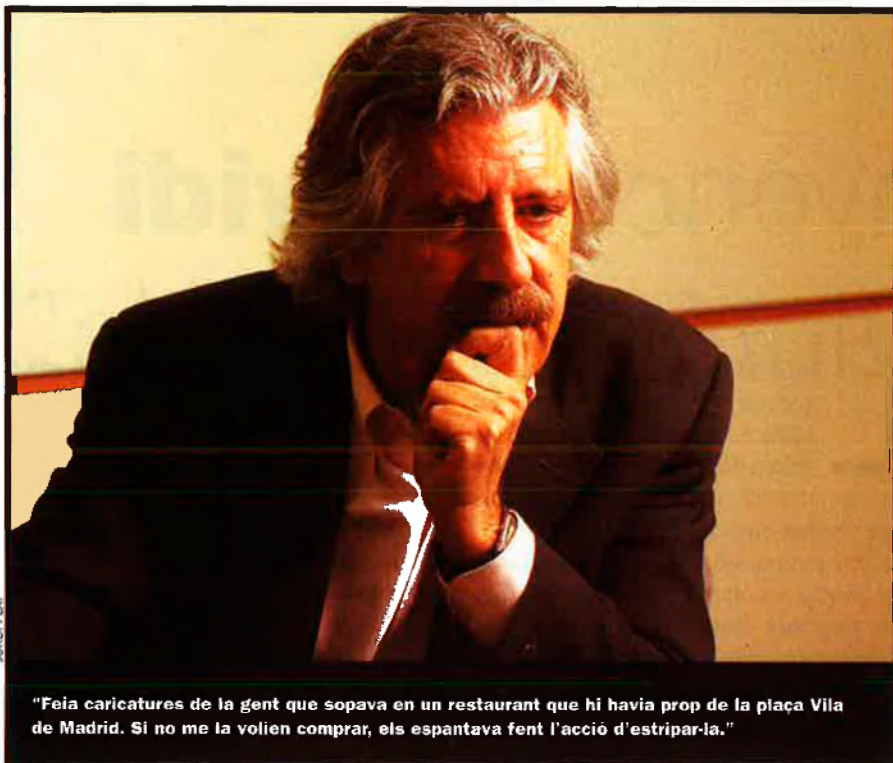 "Feia caricatures de la gent que sopava en un restaurant que hi havia prop de la plaça Vila
de Madrid. Si no me la volien comprar, els espantava fent l'acció d'estripar-la."